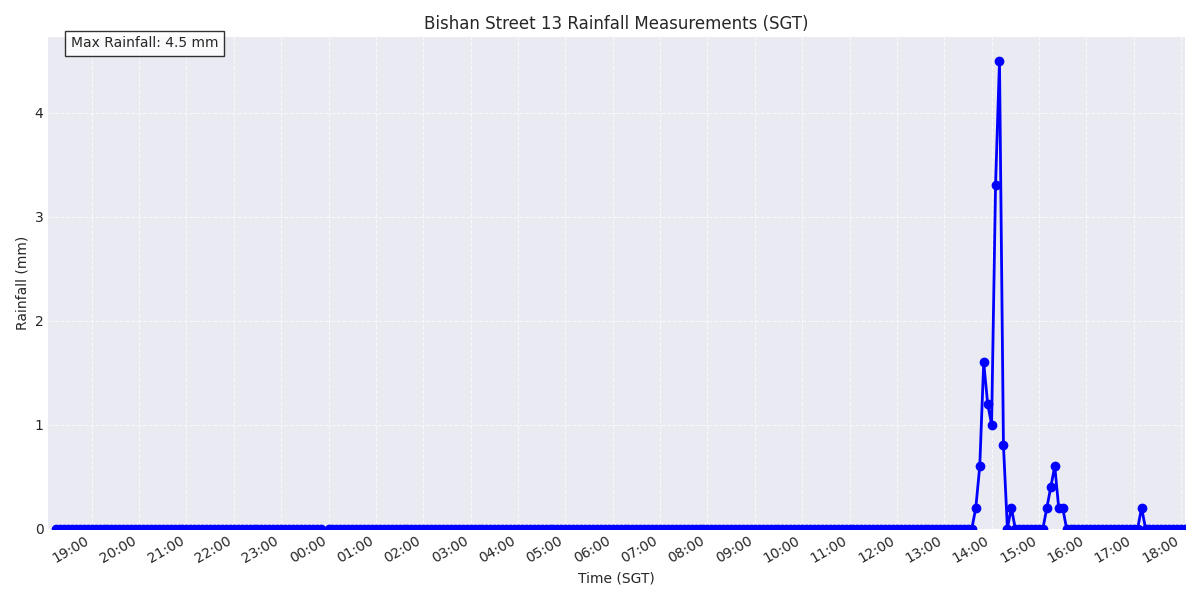 Bishan Street 13 Rainfall Measurements (SGT)
Max Rainfall: 4.5 mm
4
3
2
1
0
Rainfall (mm)
19:00 20:00 21:00 22:00 23:00 00:00 01:00 02:00 03:00 04:00 05:00 06:00 07:00 08:00 09:00 10:00 11:00 12:00 13:00 14:00 15:00 16:00 17:00 18:00
Time (SGT)